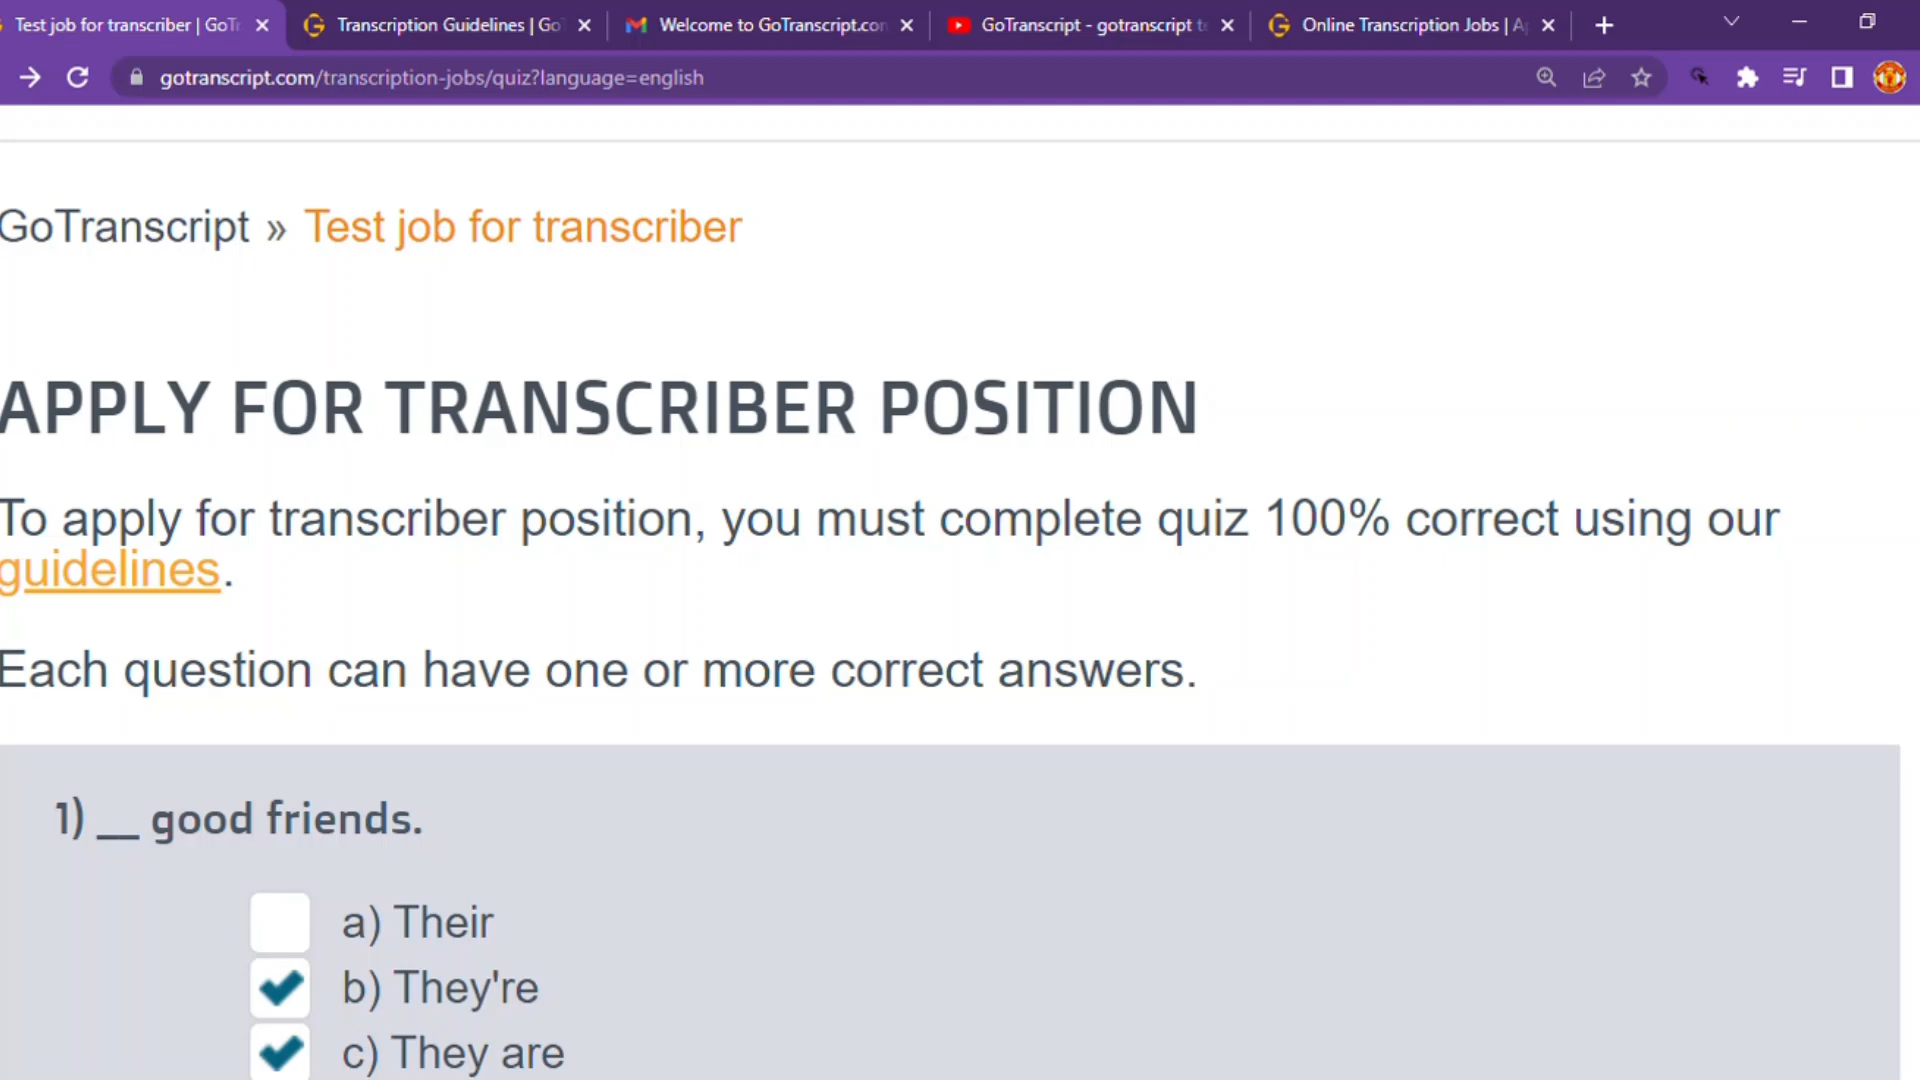 Test job for transcriber | GoTr
Transcription Guidelines | Go
Welcome to GoTranscript.con
GoTranscript - gotranscript t
Online Transcription Jobs | A
gotranscript.com/transcription-jobs/quiz?language=english
GoTranscript » Test job for transcriber
APPLY FOR TRANSCRIBER POSITION
To apply for transcriber position, you must complete quiz 100% correct using our
guidelines.
Each question can have one or more correct answers.
1) __ good friends.
a) Their
b) They're
c) They are